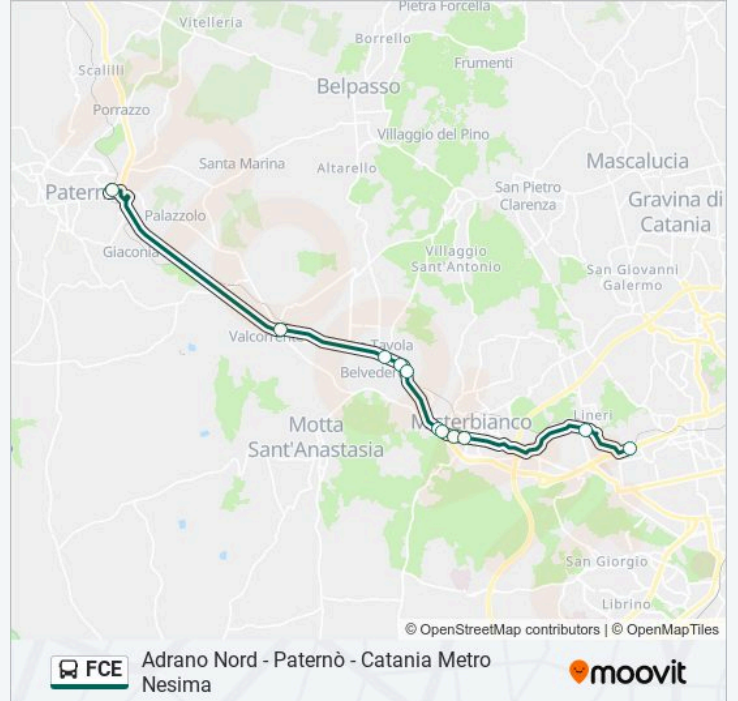 Pietra Forcella
Vitelleria
Borrello
Scalilli
Frumenti
Belpasso
Porrazzo
Villaggio del Pino
Santa Marina
Altarello
Mascalucia
San Pietro
Clarenza
Paternò
Gravina di
Catania
Palazzolo
Giaconia
Villaggio
Sant'Antonio
San Giovanni
Galermo
Valcorrente
Tavola
Belvedere
Motta
Sant'Anastasia
Misterbianco
Lineri
San Giorgio
Librino
© OpenStreetMap contributors | © OpenMapTiles
FCE
Adrano Nord - Paternò - Catania Metro
Nesima
moovit